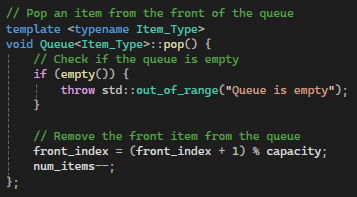 // Pop an item from the front of the queue
template <typename Item_Type>
void Queue<Item_Type>::pop() {
    // Check if the queue is empty
    if (empty()) {
        throw std::out_of_range("Queue is empty");
    }

    // Remove the front item from the queue
    front_index = (front_index + 1) % capacity;
    num_items--;
};